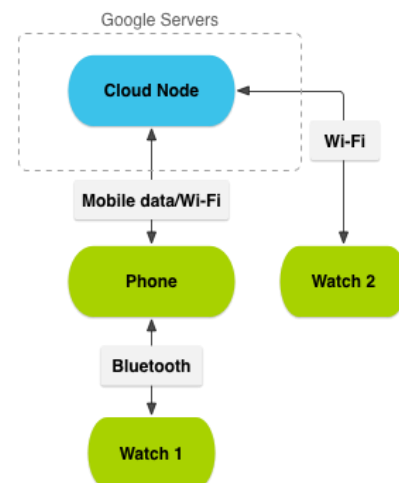 Google Servers
Cloud Node
Wi-Fi
Mobile data/Wi-Fi
Phone
Watch 2
Bluetooth
Watch 1